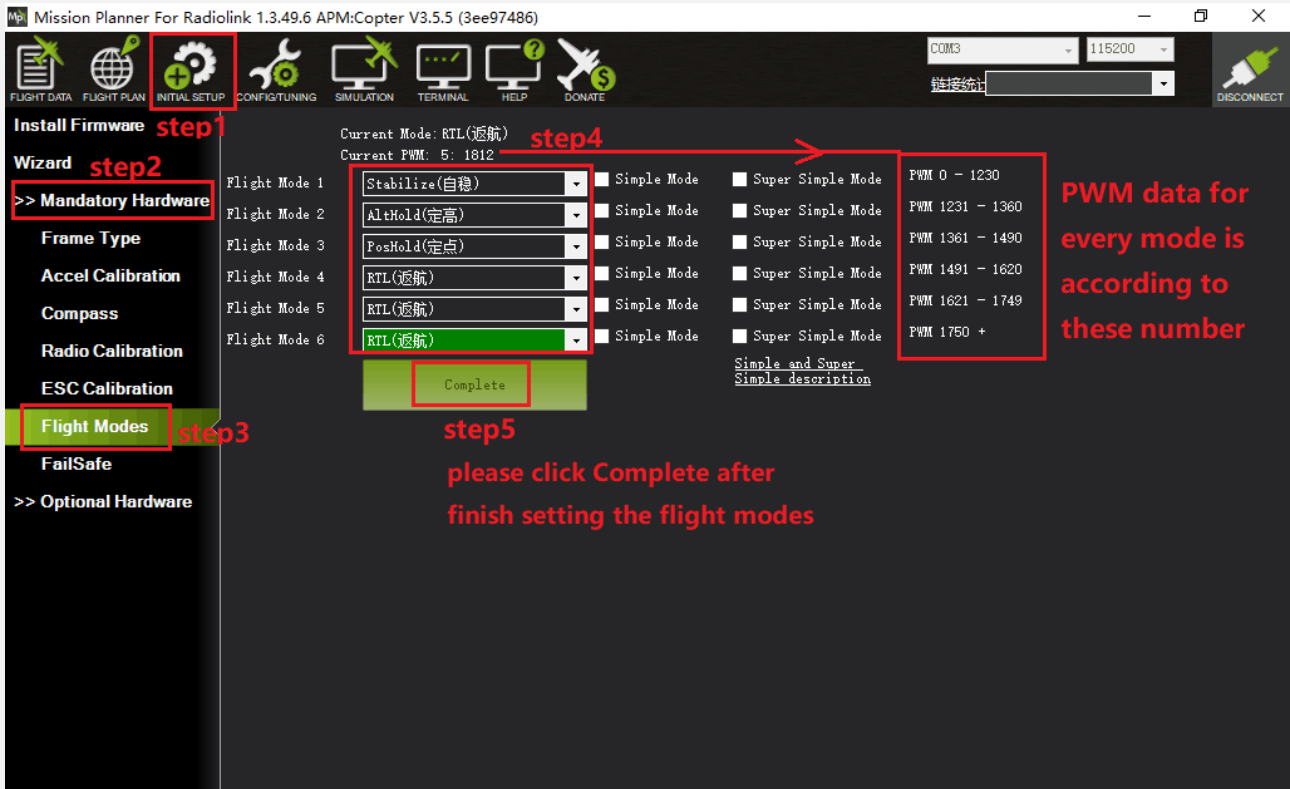 Mission Planner For Radiolink 1.3.49.6 APM:Copter V3.5.5 (3ee97486)
FLIGHT DATA FLIGHT PLAN INITIAL SETUP CONFIG/TUNING SIMULATION TERMINAL HELP DONATE
COM3 115200
链接统计
DISCONNECT
Install Firmware step1
Wizard step2
>> Mandatory Hardware
Frame Type
Accel Calibration
Compass
Radio Calibration
ESC Calibration
Flight Modes step3
FailSafe
>> Optional Hardware
Current Mode: RTL(返航)
step4
Current PWM: 5: 1812
Flight Mode 1 Stabilize(自稳) Simple Mode Super Simple Mode PWM 0 - 1230
Flight Mode 2 AltHold(定高) Simple Mode Super Simple Mode PWM 1231 - 1360
Flight Mode 3 PosHold(定点) Simple Mode Super Simple Mode PWM 1361 - 1490
Flight Mode 4 RTL(返航) Simple Mode Super Simple Mode PWM 1491 - 1620
Flight Mode 5 RTL(返航) Simple Mode Super Simple Mode PWM 1621 - 1749
Flight Mode 6 RTL(返航) Simple Mode Super Simple Mode PWM 1750 +
Simple and Super
Simple description
Complete
step5
please click Complete after
finish setting the flight modes
PWM data for
every mode is
according to
these number